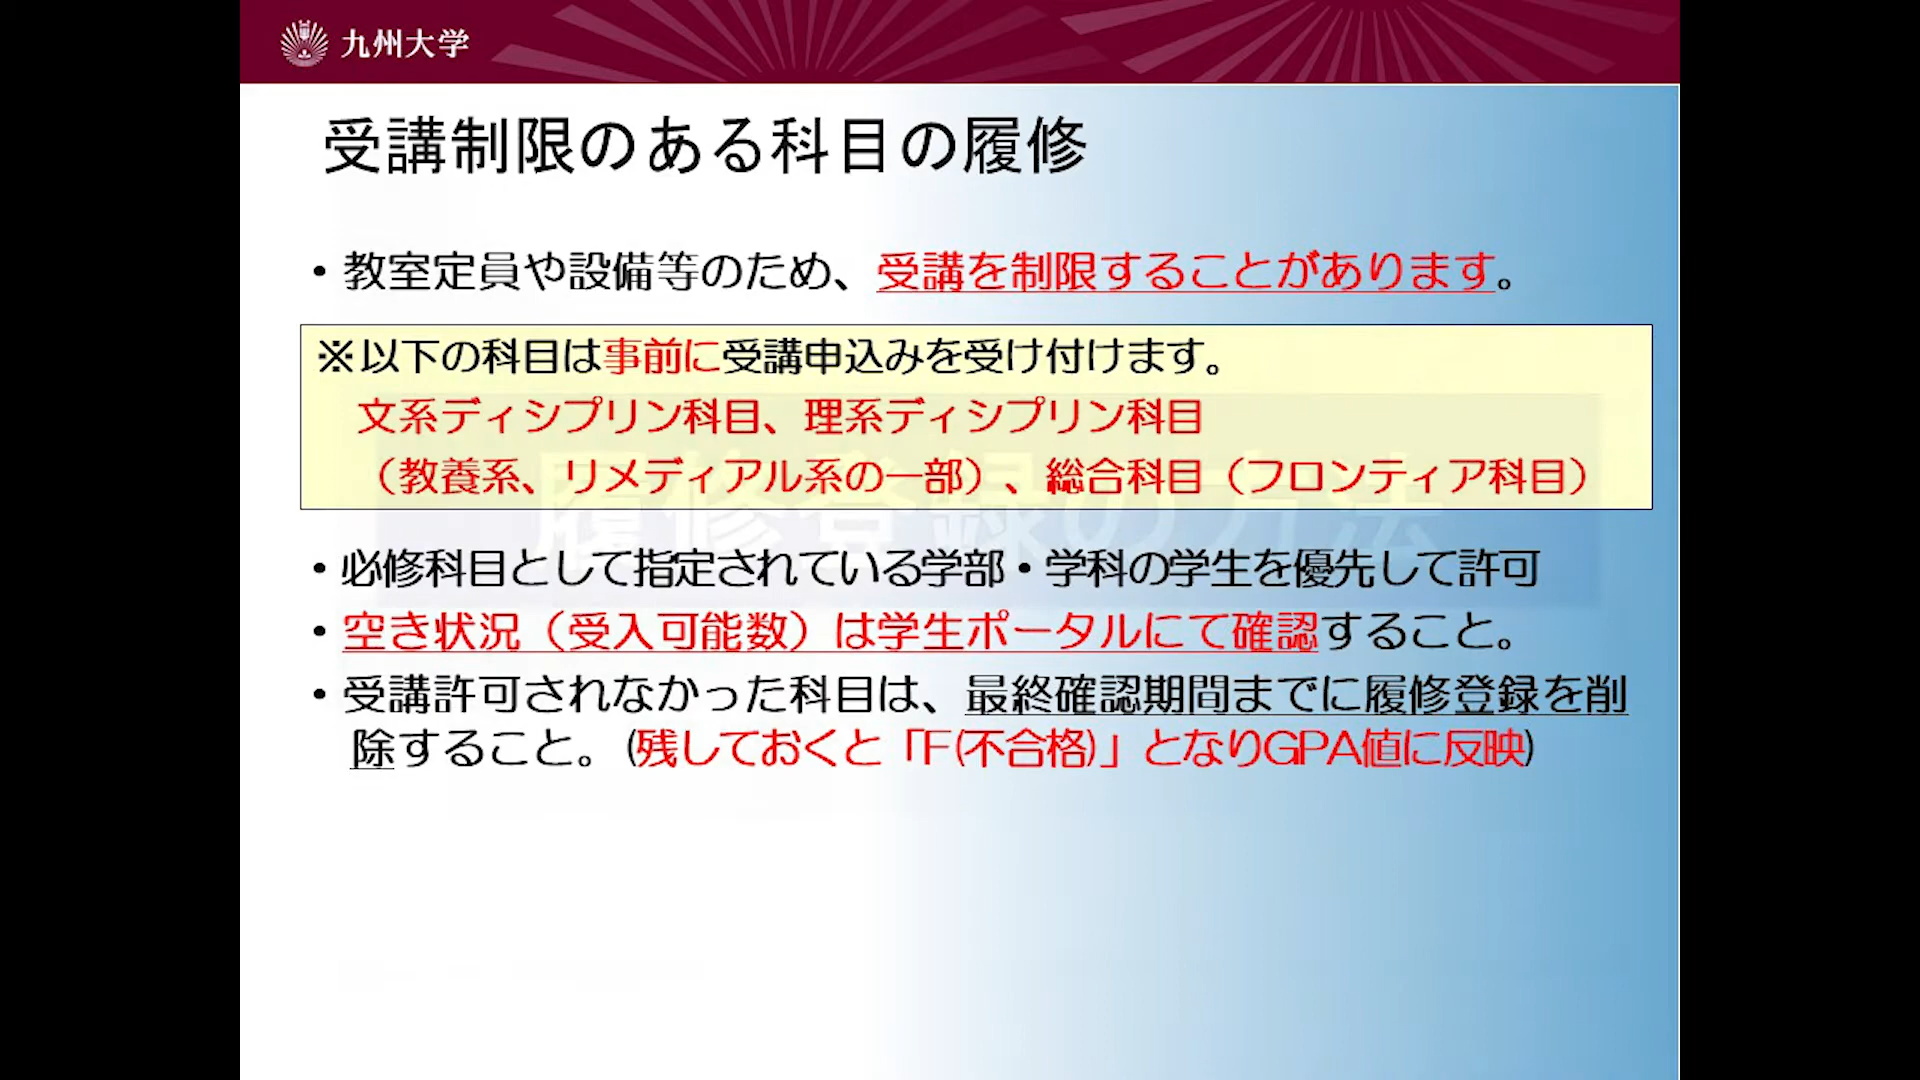 九州大学
受講制限のある科目の履修
・教室定員や設備等のため、受講を制限することがあります。
※以下の科目は事前に受講申込みを受け付けます。
文系ディシプリン科目、理系ディシプリン科目
（教養系、リメディアル系の一部）、総合科目（フロンティア科目）
履修登録の方法
・必修科目として指定されている学部・学科の学生を優先して許可
・空き状況（受入可能数）は学生ポータルにて確認すること。
・受講許可されなかった科目は、最終確認期間までに履修登録を削
除すること。(残しておくと「F(不合格)」となりGPA値に反映)